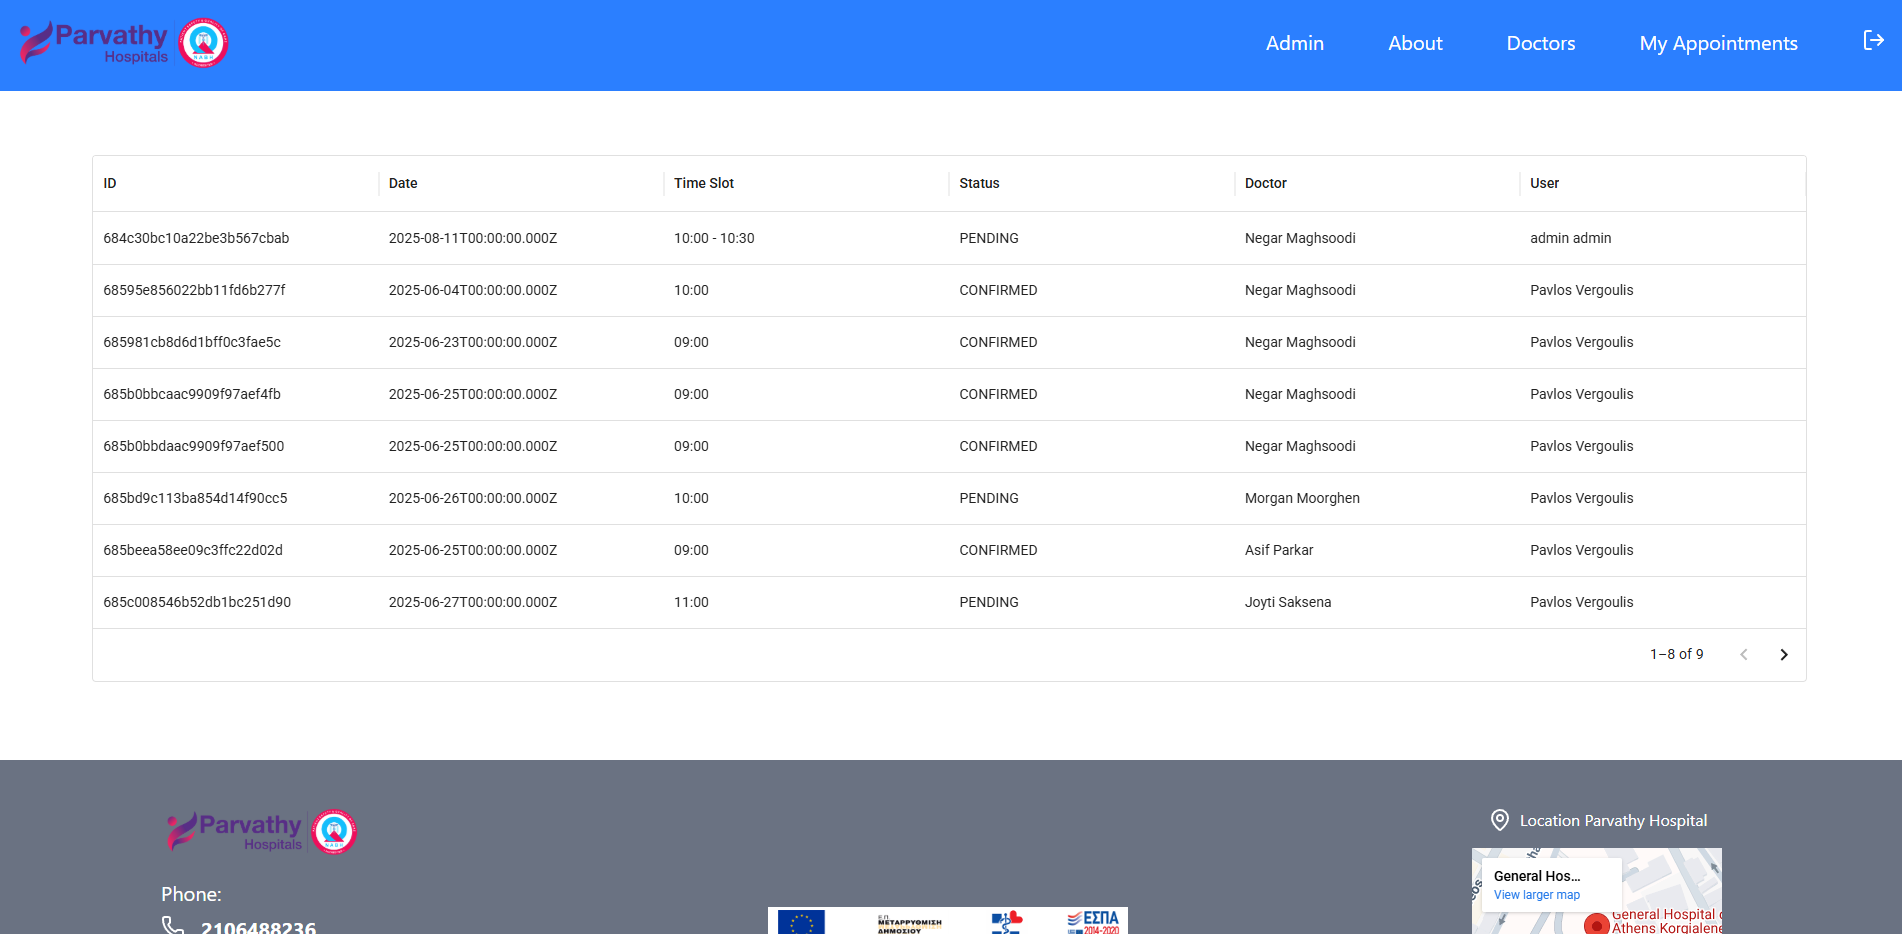 Parvathy
Hospitals
NABH
Admin
About
Doctors
My Appointments
ID Date Time Slot Status Doctor User
684c30bc10a22be3b567cbab 2025-08-11T00:00:00.000Z 10:00 - 10:30 PENDING Negar Maghsoodi admin admin
68595e856022bb11fd6b277f 2025-06-04T00:00:00.000Z 10:00 CONFIRMED Negar Maghsoodi Pavlos Vergoulis
685981cb8d6d1bff0c3fae5c 2025-06-23T00:00:00.000Z 09:00 CONFIRMED Negar Maghsoodi Pavlos Vergoulis
685b0bbcaac9909f97aef4fb 2025-06-25T00:00:00.000Z 09:00 CONFIRMED Negar Maghsoodi Pavlos Vergoulis
685b0bbdaac9909f97aef500 2025-06-25T00:00:00.000Z 09:00 CONFIRMED Negar Maghsoodi Pavlos Vergoulis
685bd9c113ba854d14f90cc5 2025-06-26T00:00:00.000Z 10:00 PENDING Morgan Moorghen Pavlos Vergoulis
685beea58ee09c3ffc22d02d 2025-06-25T00:00:00.000Z 09:00 CONFIRMED Asif Parkar Pavlos Vergoulis
685c008546b52db1bc251d90 2025-06-27T00:00:00.000Z 11:00 PENDING Joyti Saksena Pavlos Vergoulis
1–8 of 9
Parvathy
Hospitals
NABH
Phone:
2106488236
ΜΕΤΑΡΡΥΘΜΙΣΗ
ΔΗΜΟΣΙΟΥ
ΕΣΠΑ
2014-2020
Location Parvathy Hospital
General Hos...
View larger map
General Hospital
Athens Korgialene